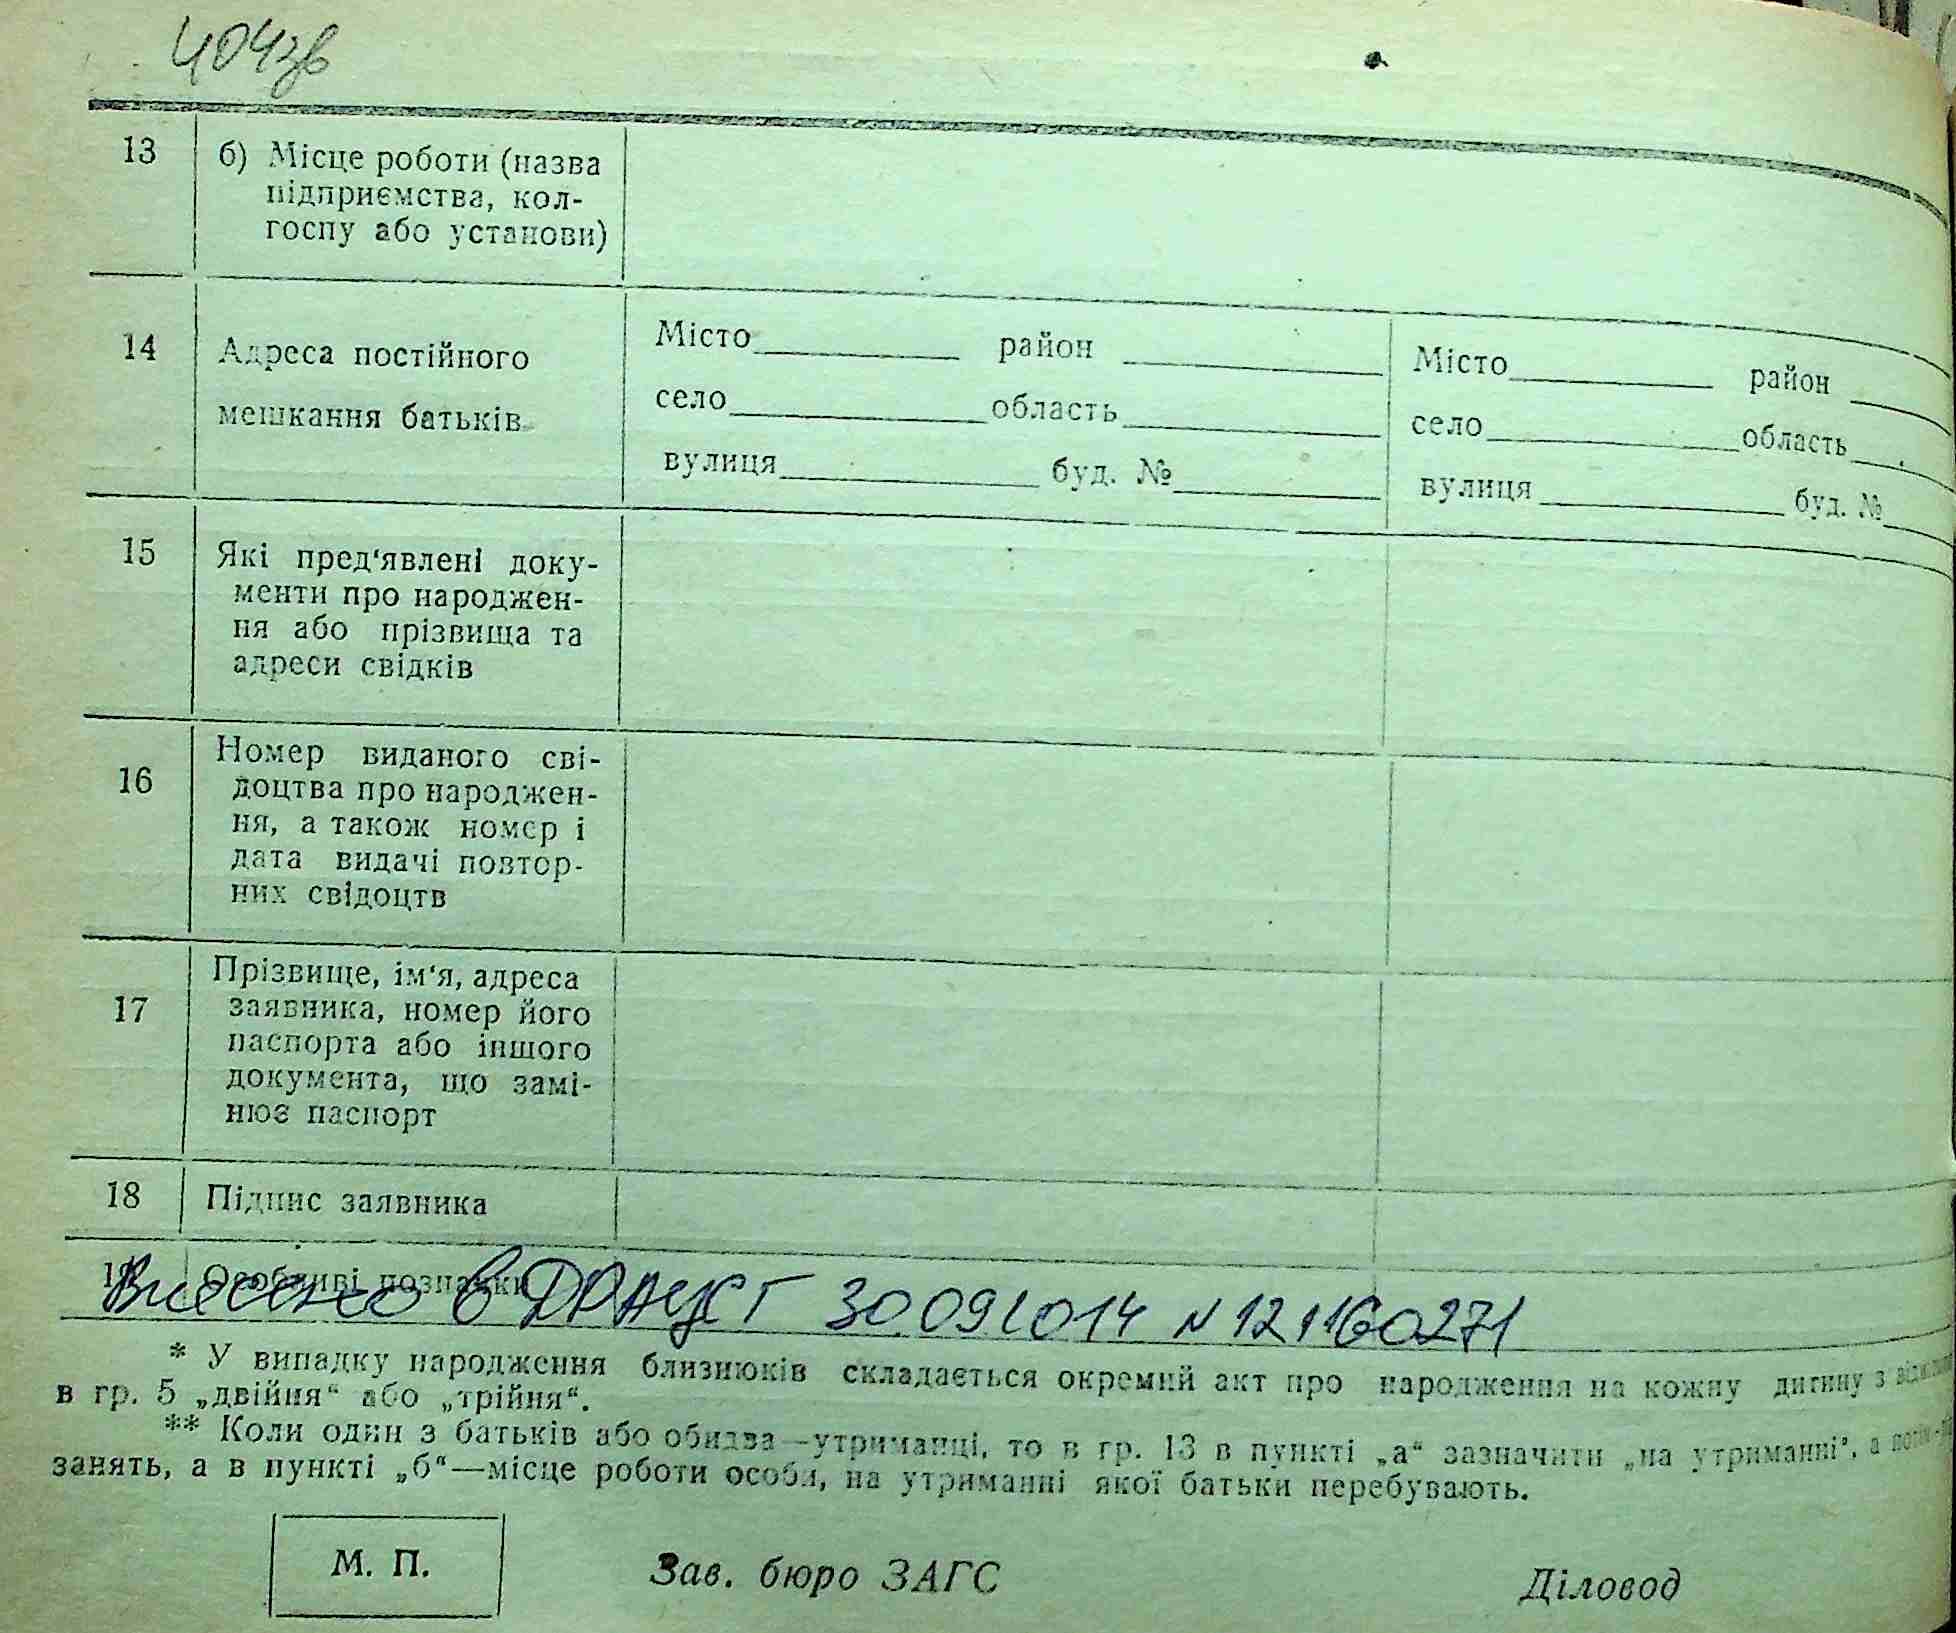 404зв
13 б) Місце роботи (назва
підприємства, кол-
госпу або установи)
14 Адреса постійного
мешкання батьків
Місто район
село область
вулиця буд. №
Місто район
село область
вулиця буд. №
15 Які пред‘явлені доку-
менти про народжен-
ня або прізвища та
адреси свідків
16 Номер виданого сві-
доцтва про народжен-
ня, а також номер і
дата видачі повтор-
них свідоцтв
17 Прізвище, ім‘я, адреса
заявника, номер його
паспорта або іншого
документа, що замі-
нює паспорт
18 Підпис заявника
19 Особливі позначки
Внесено в ДРАЦСГ 30.09.2014 N 121160271
* У випадку народження близнюків складається окремий акт про народження на кожну дитину з
в гр. 5 „двійня“ або „трійня“.
** Коли один з батьків або обидва—утриманці, то в гр. 13 в пункті „а“ зазначити „на утриманні“, а
занять, а в пункті „б“—місце роботи особи, на утриманні якої батьки перебувають.
М. П. Зав. бюро ЗАГС Діловод